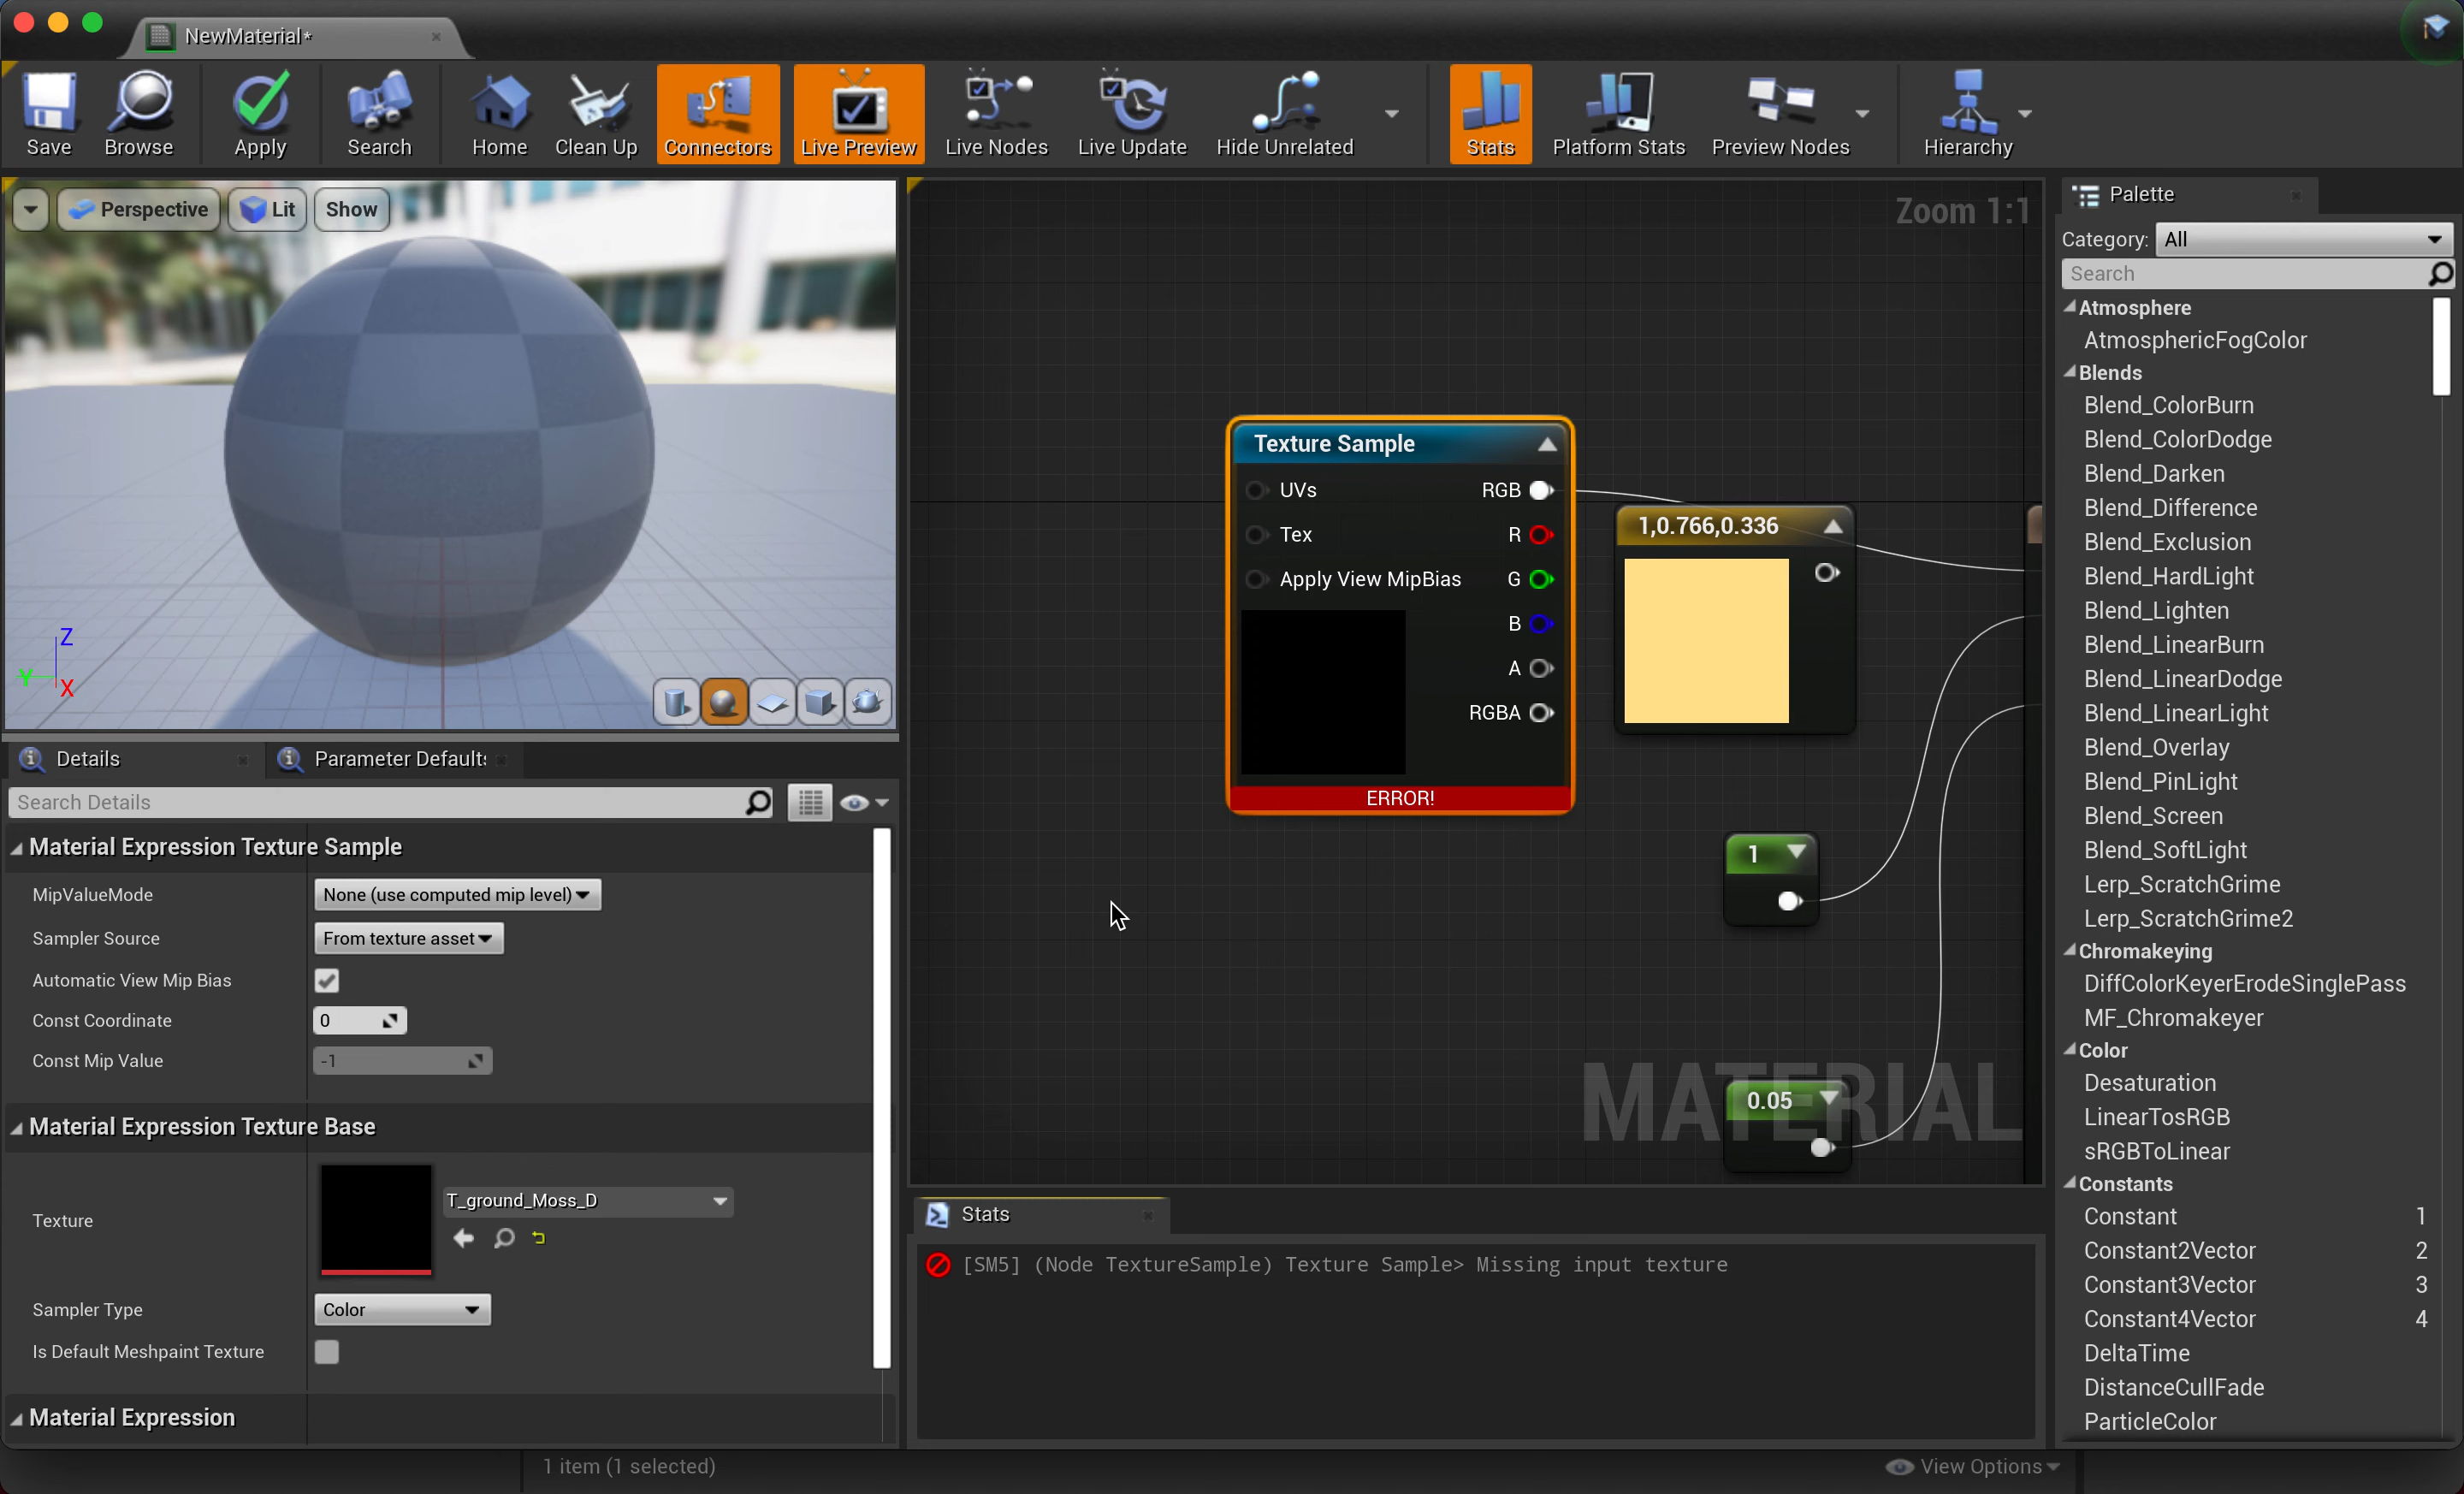 NewMaterial*
Save
Browse
Apply
Search
Home
Clean Up
Connectors
Live Preview
Live Nodes
Live Update
Hide Unrelated
Stats
Platform Stats
Preview Nodes
Hierarchy
Perspective
Lit
Show
Z
Y
X
Details
Parameter Defaults
Search Details
Material Expression Texture Sample
MipValueMode
None (use computed mip level)
Sampler Source
From texture asset
Automatic View Mip Bias
Const Coordinate
0
Const Mip Value
-1
Material Expression Texture Base
Texture
T_ground_Moss_D
Sampler Type
Color
Is Default Meshpaint Texture
Material Expression
Zoom 1:1
Texture Sample
UVs
RGB
Tex
R
Apply View MipBias
G
B
A
RGBA
ERROR!
1,0.766,0.336
1
0.05
MATERIAL
Stats
[SM5] (Node TextureSample) Texture Sample> Missing input texture
Palette
Category:
All
Search
Atmosphere
AtmosphericFogColor
Blends
Blend_ColorBurn
Blend_ColorDodge
Blend_Darken
Blend_Difference
Blend_Exclusion
Blend_HardLight
Blend_Lighten
Blend_LinearBurn
Blend_LinearDodge
Blend_LinearLight
Blend_Overlay
Blend_PinLight
Blend_Screen
Blend_SoftLight
Lerp_ScratchGrime
Lerp_ScratchGrime2
Chromakeying
DiffColorKeyerErodeSinglePass
MF_Chromakeyer
Color
Desaturation
LinearTosRGB
sRGBToLinear
Constants
Constant 1
Constant2Vector 2
Constant3Vector 3
Constant4Vector 4
DeltaTime
DistanceCullFade
ParticleColor
1 item (1 selected)
View Options